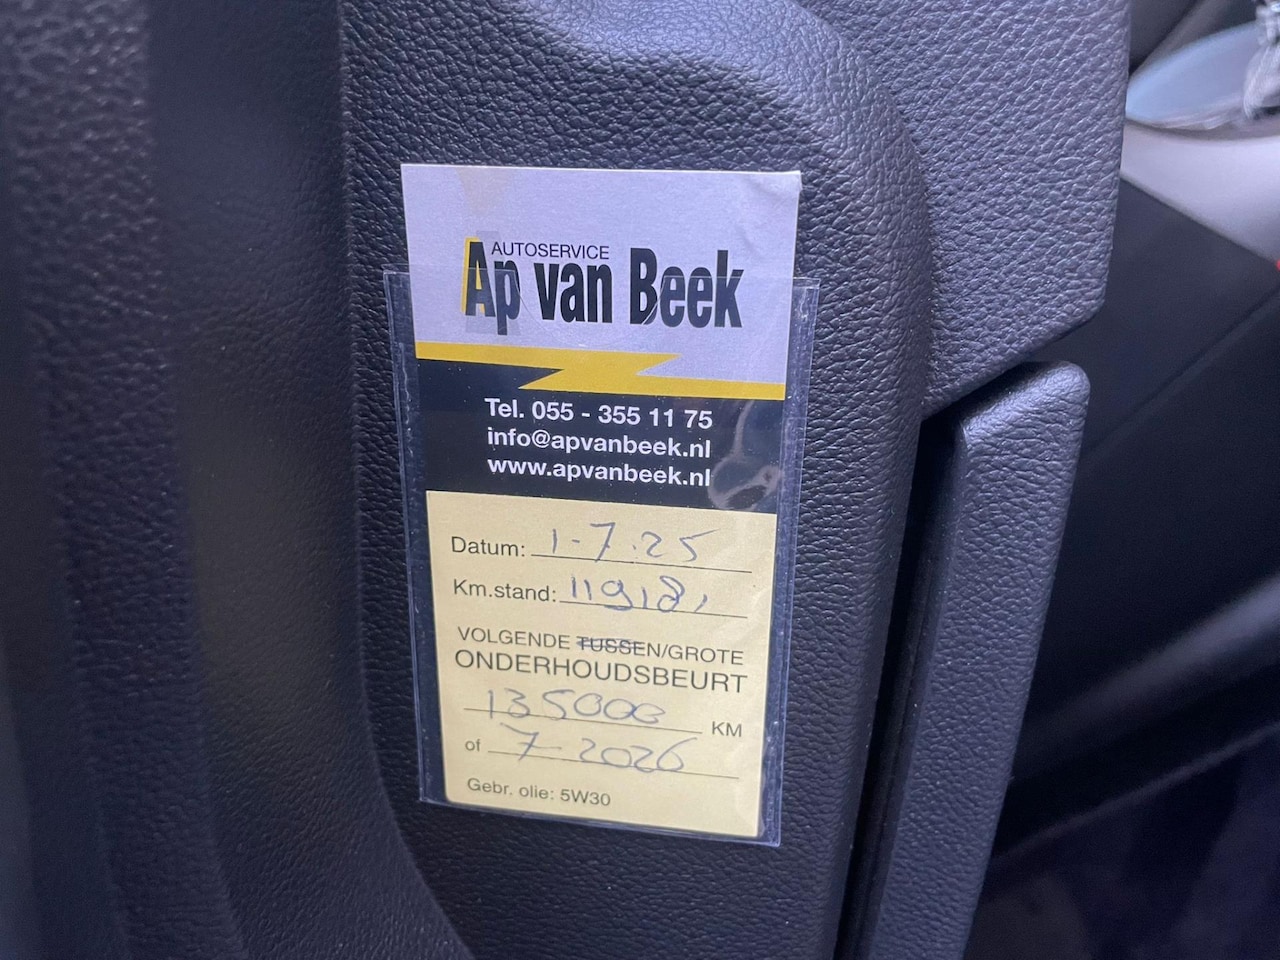 AUTOSERVICE
Ap van Beek
Tel. 055 - 355 11 75
info@apvanbeek.nl
www.apvanbeek.nl
Datum: 1-7.25
Km.stand: 119181
VOLGENDE TUSSEN/GROTE
ONDERHOUDSBEURT
135000 KM
of 7-2026
Gebr. olie: 5W30